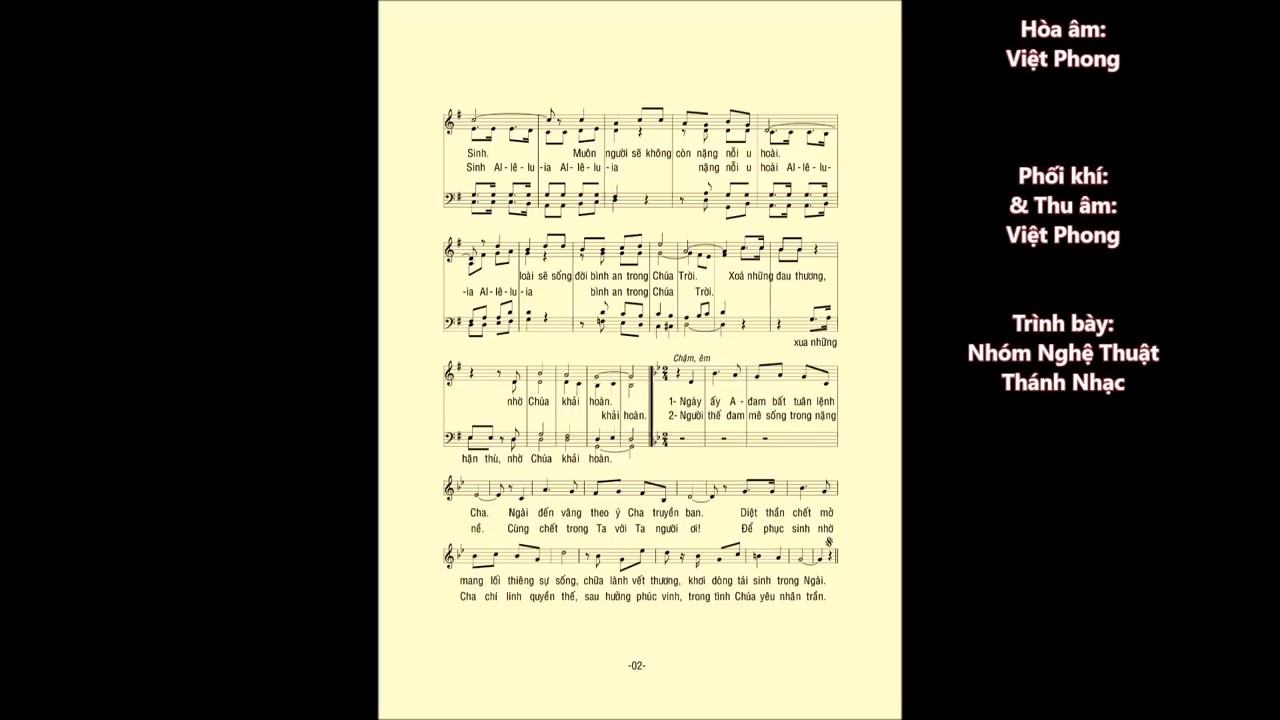 Sinh. Muôn người sẽ không còn nặng nỗi u hoài.
Sinh Al-lê-lu-ia Al-lê-lu-ia nặng nỗi u hoài Al-lê-lu-
loài sẽ sống đời bình an trong Chúa Trời. Xoá những đau thương,
-ia Al-lê-lu-ia bình an trong Chúa Trời.
xua những
Chậm, êm
nhờ Chúa khải hoàn. 1- Ngày ấy A-đam bất tuân lệnh
khải hoàn. 2- Người thế đam mê sống trong nặng
hận thù, nhờ Chúa khải hoàn.
Cha. Ngài đến vâng theo ý Cha truyền ban. Diệt thần chết mở
nề. Cùng chết trong Ta với Ta người ơi! Để phục sinh nhờ
mang lối thiêng sự sống, chữa lành vết thương, khơi dòng tái sinh trong Ngài.
Cha chí linh quyền thế, sau hưởng phúc vinh, trong tình Chúa yêu nhân trần.
-02-
Hòa âm:
Việt Phong
Phối khí:
& Thu âm:
Việt Phong
Trình bày:
Nhóm Nghệ Thuật
Thánh Nhạc